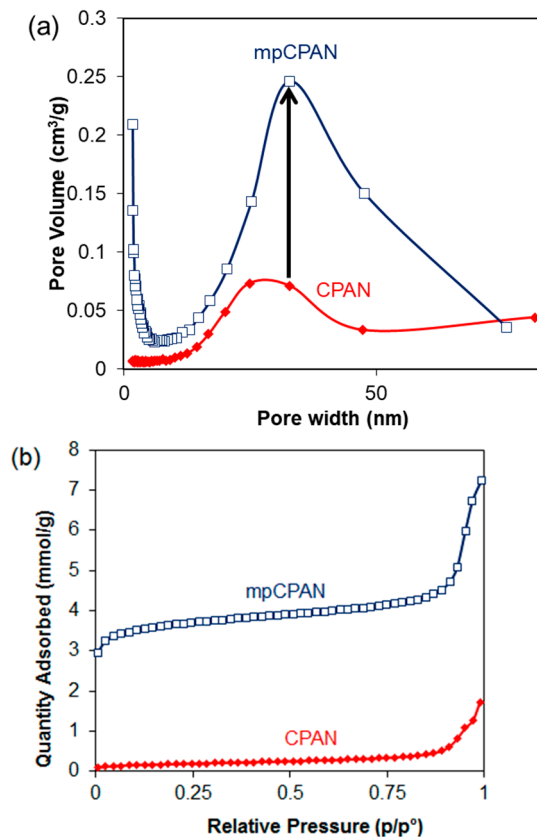 (a)
0.3
0.25
0.2
0.15
0.1
0.05
0
Pore Volume (cm³/g)
mpCPAN
CPAN
0
50
Pore width (nm)
(b)
8
7
6
5
4
3
2
1
0
Quantity Adsorbed (mmol/g)
mpCPAN
CPAN
0
0.25
0.5
0.75
1
Relative Pressure (p/p°)